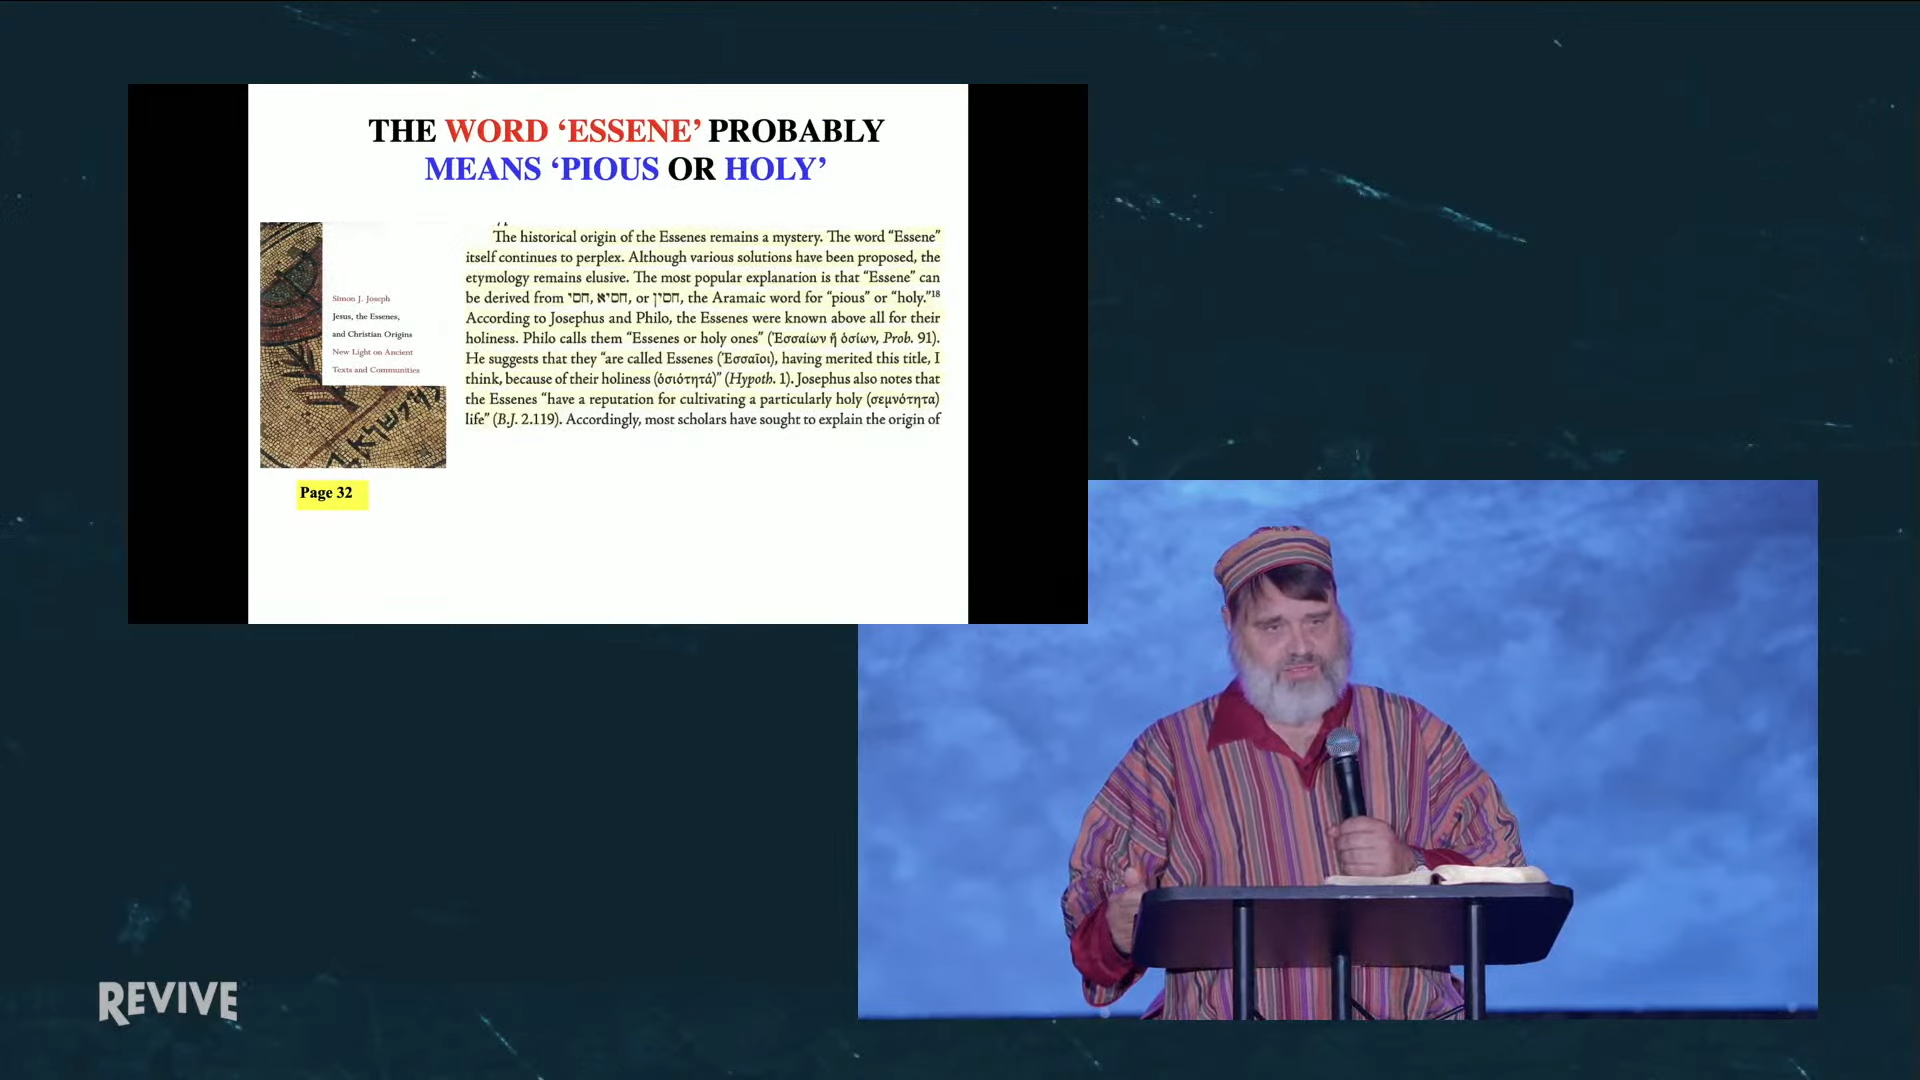 THE WORD ‘ESSENE’ PROBABLY
MEANS ‘PIOUS OR HOLY’
Simon J. Joseph
Jesus, the Essenes,
and Christian Origins
New Light on Ancient
Texts and Communities
Page 32
The historical origin of the Essenes remains a mystery. The word “Essene”
itself continues to perplex. Although various solutions have been proposed, the
etymology remains elusive. The most popular explanation is that “Essene” can
be derived from חסי, חסיא, or חסין, the Aramaic word for “pious” or “holy.”18
According to Josephus and Philo, the Essenes were known above all for their
holiness. Philo calls them “Essenes or holy ones” (Ἐσσαίων ἤ ὁσίων, Prob. 91).
He suggests that they “are called Essenes (Ἐσσαῖοι), having merited this title, I
think, because of their holiness (ὁσιότητά)” (Hypoth. 1). Josephus also notes that
the Essenes “have a reputation for cultivating a particularly holy (σεμνότητα)
life” (B.J. 2.119). Accordingly, most scholars have sought to explain the origin of
REVIVE